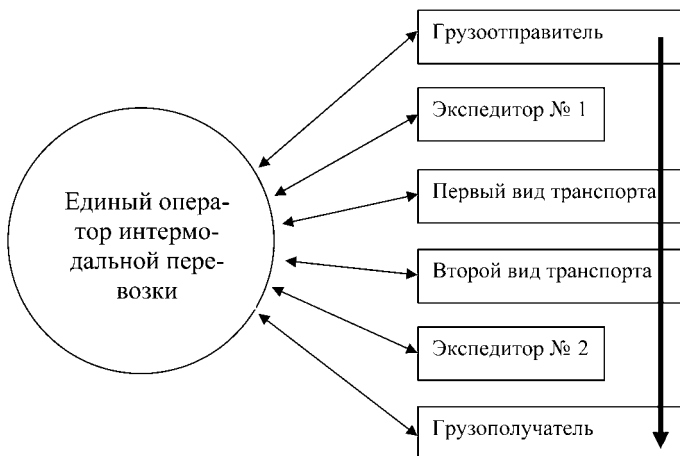 Грузоотправитель
Экспедитор № 1
Первый вид транспорта
Единый опера-
тор интермо-
дальной пере-
возки
Второй вид транспорта
Экспедитор № 2
Грузополучатель